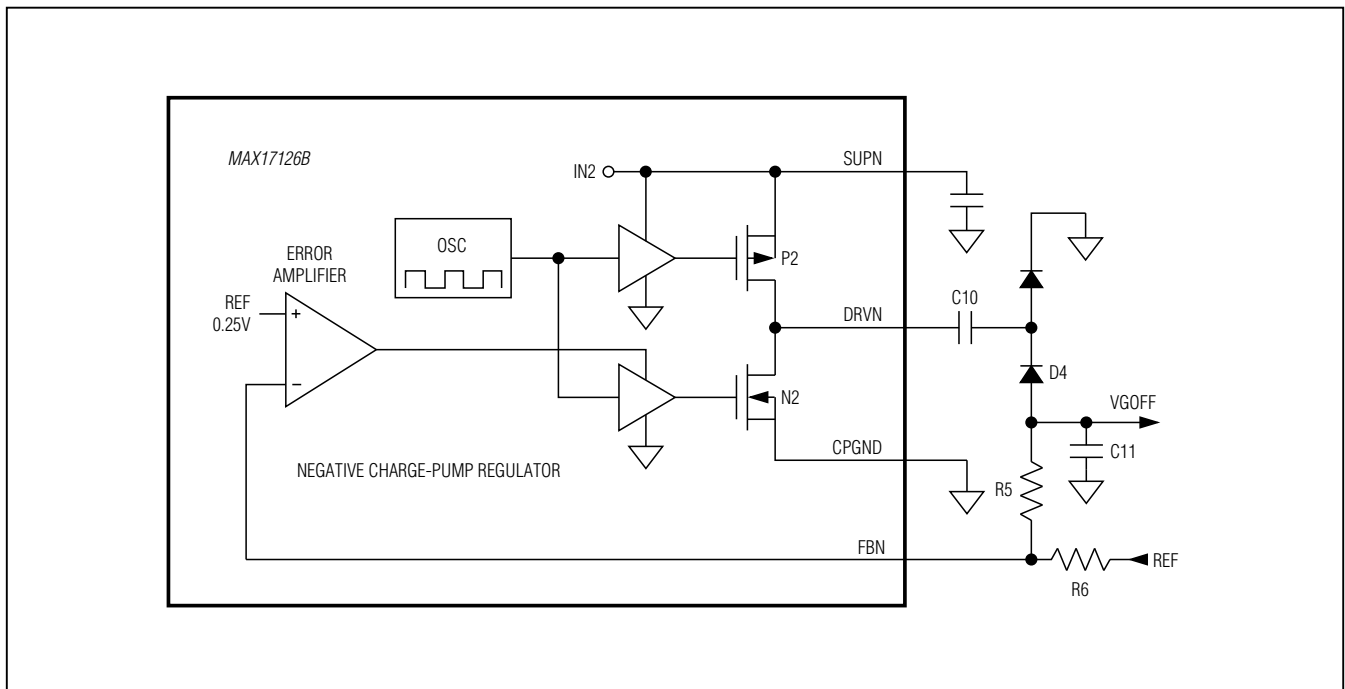 MAX17126B
SUPN
IN2
OSC
P2
ERROR
AMPLIFIER
REF
0.25V
+
−
C10
DRVN
D4
N2
VGOFF
C11
CPGND
NEGATIVE CHARGE-PUMP REGULATOR
R5
FBN
REF
R6